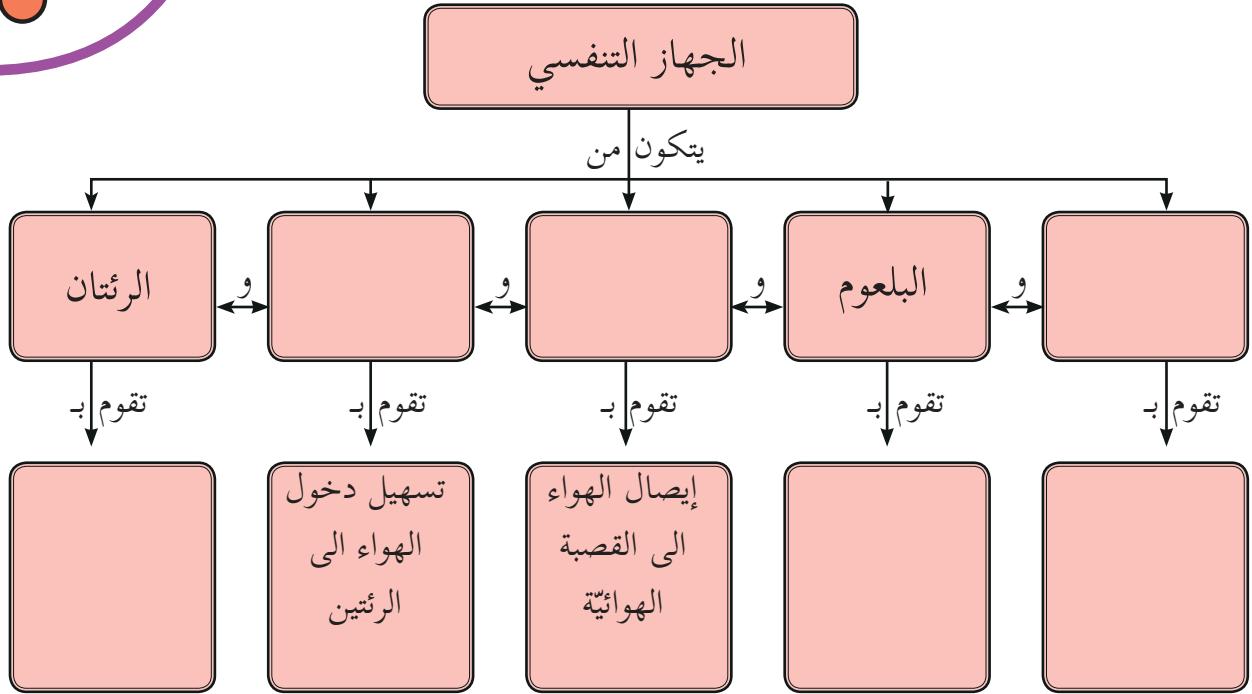 الجهاز التنفسي
يتكون من
البلعوم و و و الرئتان و
تقوم بـ تقوم بـ تقوم بـ تقوم بـ تقوم بـ
إيصال الهواء
الى القصبة
الهوائيّة
تسهيل دخول
الهواء الى
الرئتين